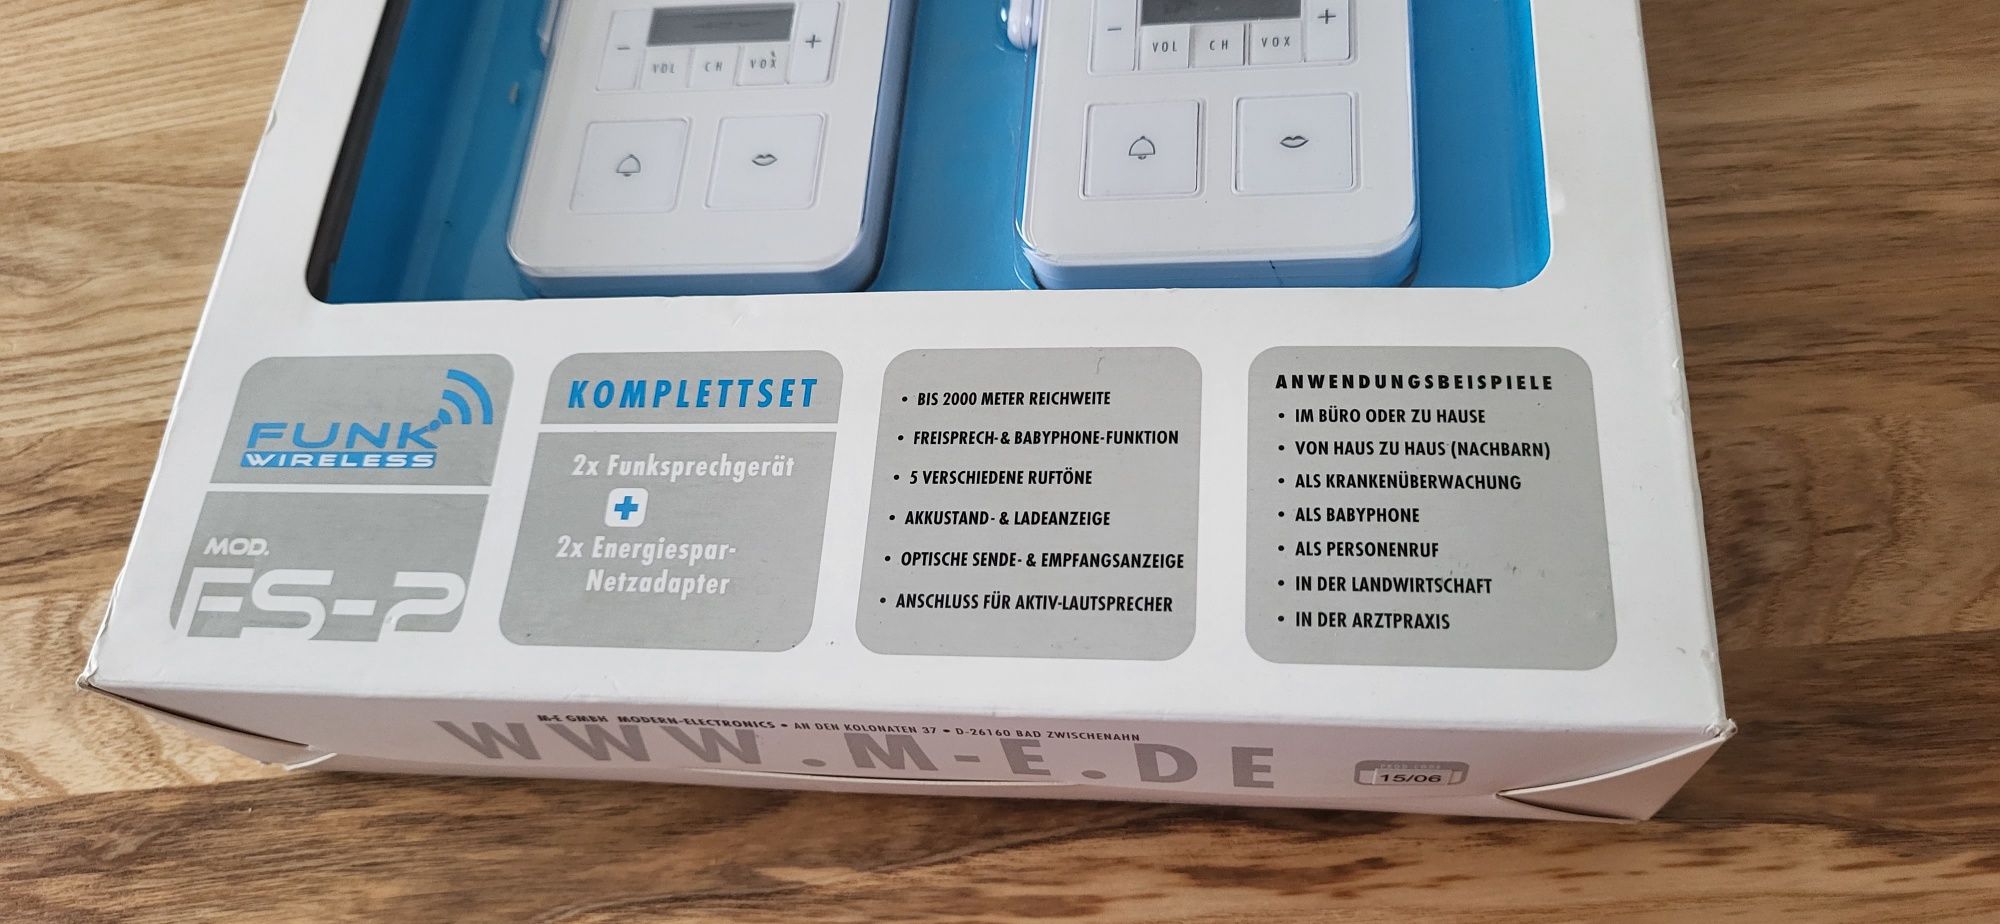 −
VOL CH VOX
+
−
VOL CH VOX
+
FUNK
WIRELESS
MOD.
FS-2
KOMPLETTSET
2x Funksprechgerät
+
2x Energiespar-
Netzadapter
• BIS 2000 METER REICHWEITE
• FREISPRECH- & BABYPHONE-FUNKTION
• 5 VERSCHIEDENE RUFTÖNE
• AKKUSTAND- & LADEANZEIGE
• OPTISCHE SENDE- & EMPFANGSANZEIGE
• ANSCHLUSS FÜR AKTIV-LAUTSPRECHER
ANWENDUNGSBEISPIELE
• IM BÜRO ODER ZU HAUSE
• VON HAUS ZU HAUS (NACHBARN)
• ALS KRANKENÜBERWACHUNG
• ALS BABYPHONE
• ALS PERSONENRUF
• IN DER LANDWIRTSCHAFT
• IN DER ARZTPRAXIS
M-E GMBH MODERN-ELECTRONICS • AN DEN KOLONATEN 37 • D-26160 BAD ZWISCHENAHN
WWW.M-E.DE
PROD.CODE
15/06